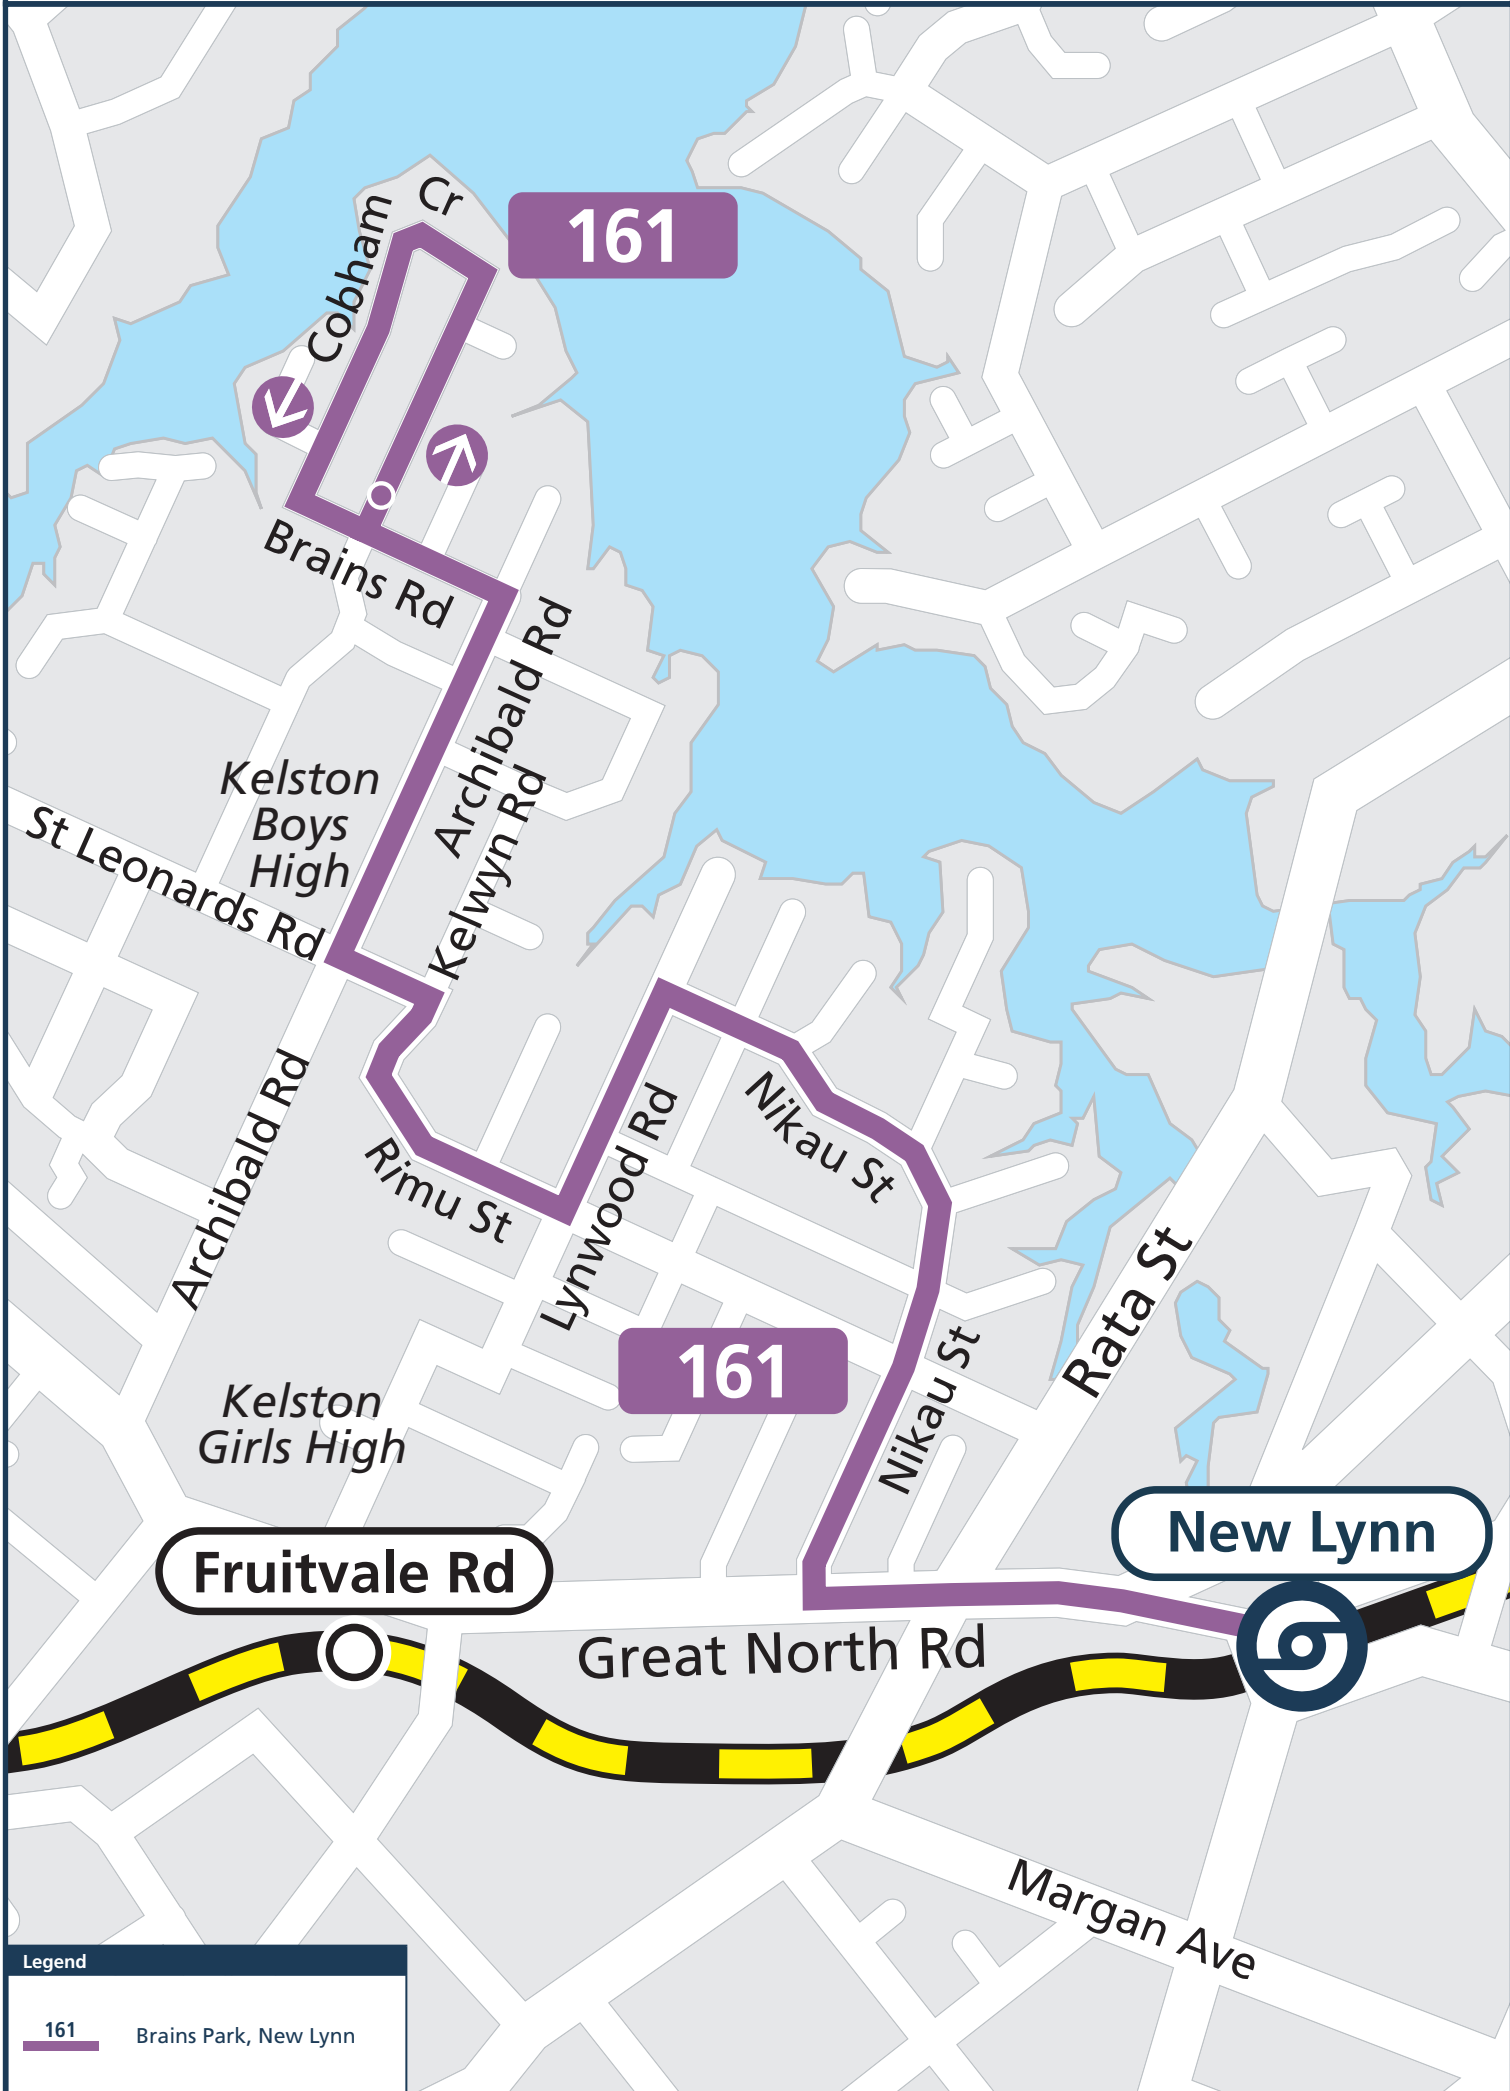 Cr
Cobham
161
Brains Rd
Archibald Rd
Kelston
Boys
High
Kelwyn Rd
St Leonards Rd
Archibald Rd
Rimu St
Lynwood Rd
Nikau St
Rata St
161
Nikau St
Kelston
Girls High
New Lynn
Fruitvale Rd
Great North Rd
Margan Ave
Legend
161 Brains Park, New Lynn